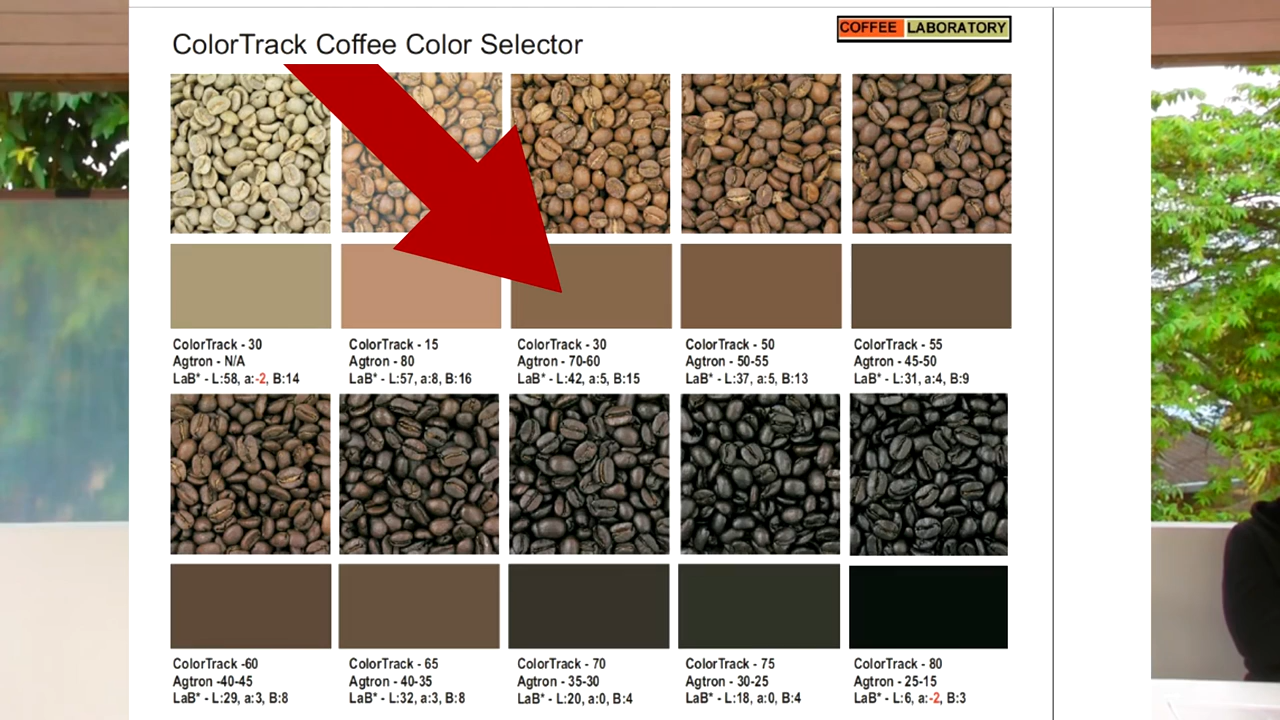 COFFEE LABORATORY
ColorTrack Coffee Color Selector
ColorTrack - 30
Agtron - N/A
LaB* - L:58, a:-2, B:14
ColorTrack - 15
Agtron - 80
LaB* - L:57, a:8, B:16
ColorTrack - 30
Agtron - 70-60
LaB* - L:42, a:5, B:15
ColorTrack - 50
Agtron - 50-55
LaB* - L:37, a:5, B:13
ColorTrack - 55
Agtron - 45-50
LaB* - L:31, a:4, B:9
ColorTrack -60
Agtron -40-45
LaB* - L:29, a:3, B:8
ColorTrack - 65
Agtron - 40-35
LaB* - L:32, a:3, B:8
ColorTrack - 70
Agtron - 35-30
LaB* - L:20, a:0, B:4
ColorTrack - 75
Agtron - 30-25
LaB* - L:18, a:0, B:4
ColorTrack - 80
Agtron - 25-15
LaB* - L:6, a:-2, B:3